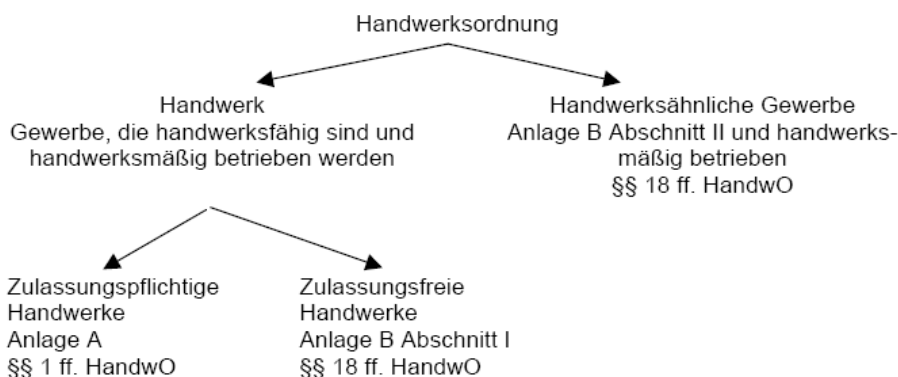 Handwerksordnung
Handwerk
Gewerbe, die handwerksfähig sind und
handwerksmäßig betrieben werden
Handwerksähnliche Gewerbe
Anlage B Abschnitt II und handwerks-
mäßig betrieben
§§ 18 ff. HandwO
Zulassungspflichtige
Handwerke
Anlage A
§§ 1 ff. HandwO
Zulassungsfreie
Handwerke
Anlage B Abschnitt I
§§ 18 ff. HandwO